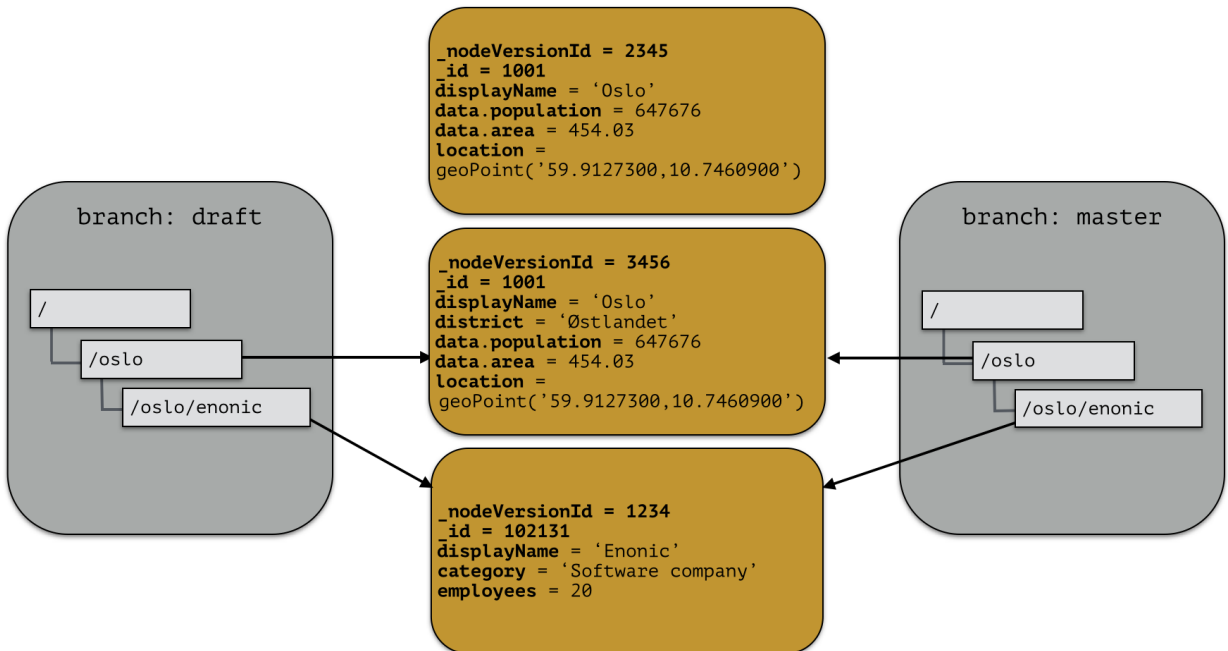 _nodeVersionId = 2345
_id = 1001
displayName = ‘Oslo’
data.population = 647676
data.area = 454.03
location =
geoPoint(’59.9127300,10.7460900’)
branch: draft
/
/oslo
/oslo/enonic
_nodeVersionId = 3456
_id = 1001
displayName = ‘Oslo’
district = ‘Østlandet’
data.population = 647676
data.area = 454.03
location =
geoPoint(’59.9127300,10.7460900’)
branch: master
/
/oslo
/oslo/enonic
_nodeVersionId = 1234
_id = 102131
displayName = ‘Enonic’
category = ‘Software company’
employees = 20